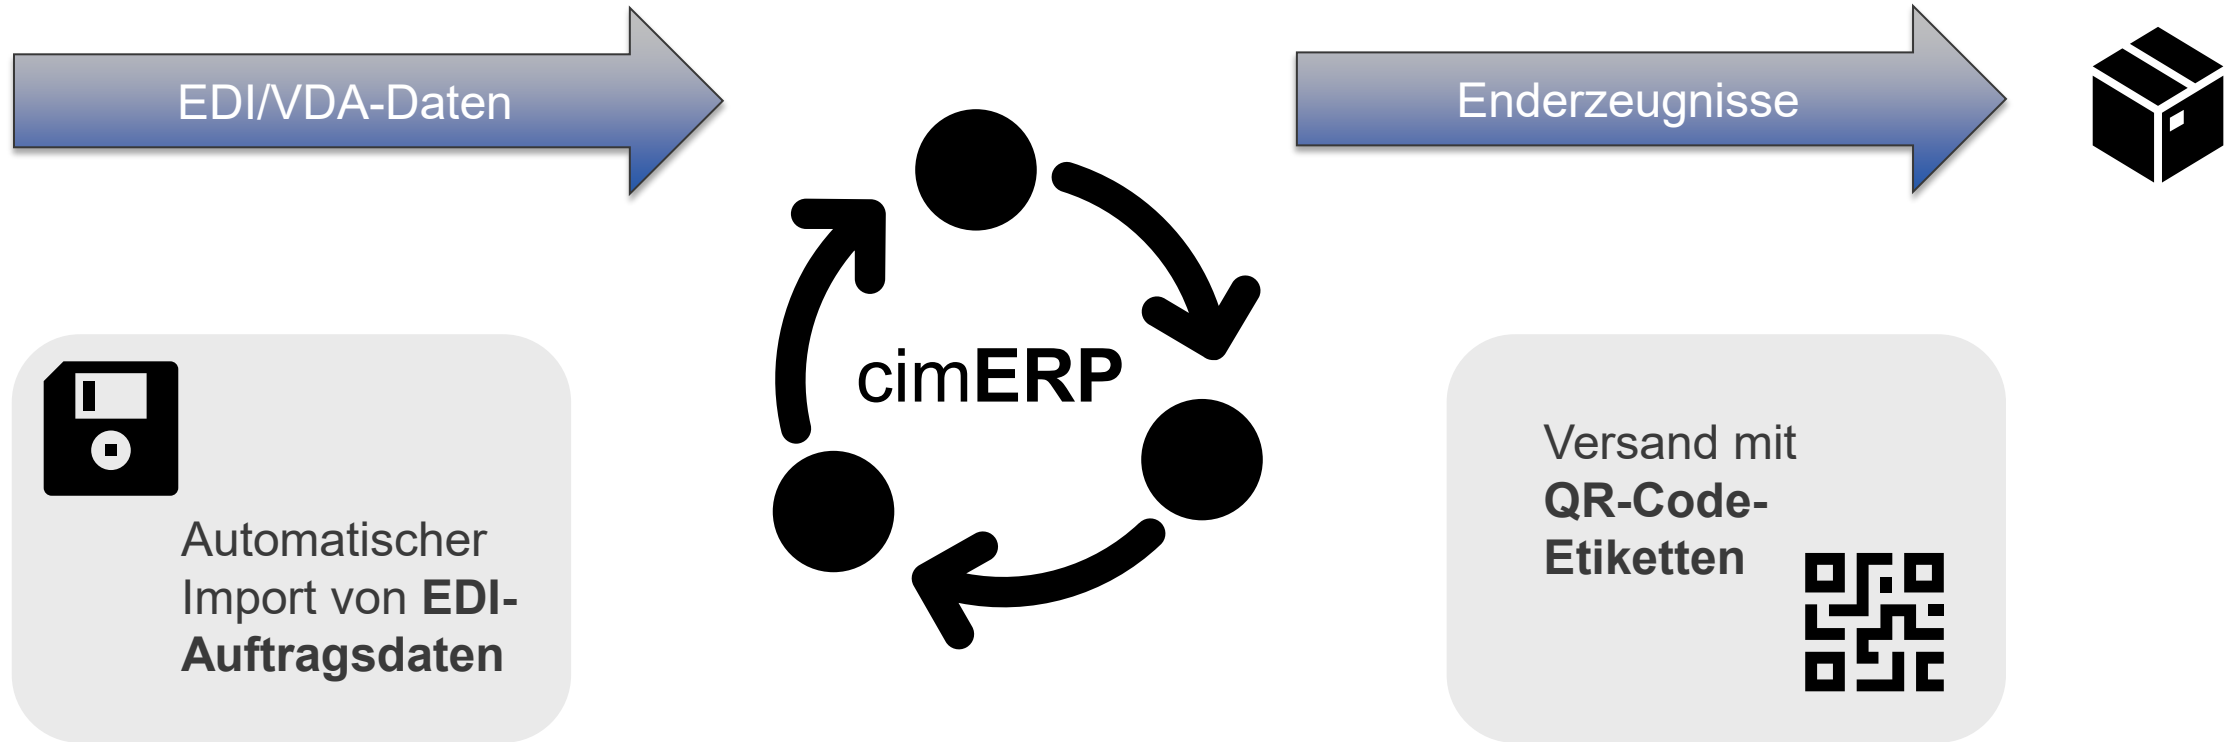 EDI/VDA-Daten
Enderzeugnisse
cimERP
Automatischer
Import von EDI-
Auftragsdaten
Versand mit
QR-Code-
Etiketten